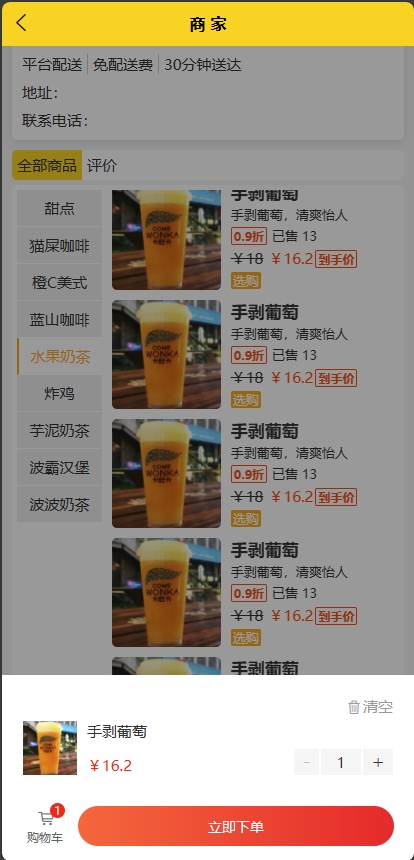 商 家
平台配送 免配送费 30分钟送达
地址：
联系电话：
全部商品 评价
甜点
猫屎咖啡
橙C美式
蓝山咖啡
水果奶茶
炸鸡
芋泥奶茶
波霸汉堡
波波奶茶
COME
WONKA
手剥葡萄
手剥葡萄，清爽怡人
0.9折 已售 13
￥18 ￥16.2 到手价
选购
COME
WONKA
手剥葡萄
手剥葡萄，清爽怡人
0.9折 已售 13
￥18 ￥16.2 到手价
选购
COME
WONKA
手剥葡萄
手剥葡萄，清爽怡人
0.9折 已售 13
￥18 ￥16.2 到手价
选购
COME
WONKA
手剥葡萄
手剥葡萄，清爽怡人
0.9折 已售 13
￥18 ￥16.2 到手价
选购
手剥葡萄
清空
手剥葡萄
￥16.2
- 1 +
1
购物车
立即下单